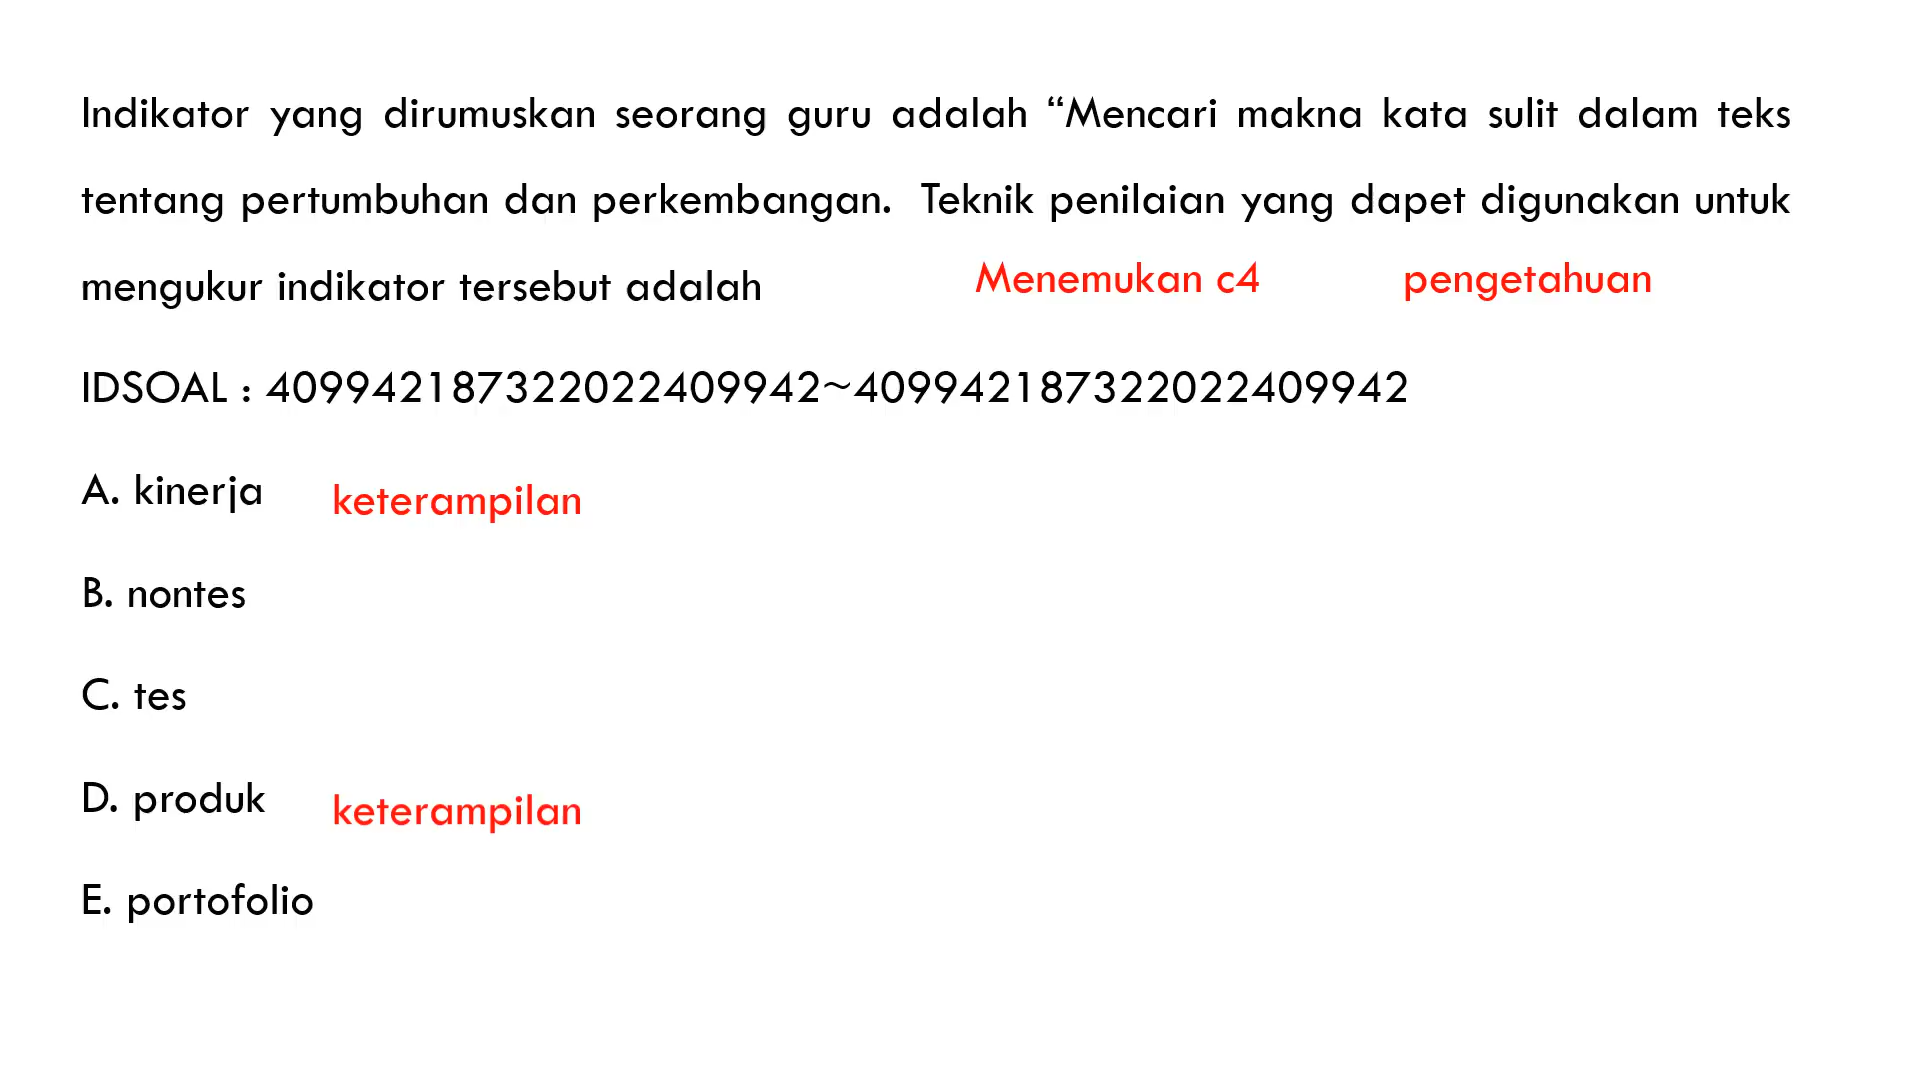 Indikator yang dirumuskan seorang guru adalah “Mencari makna kata sulit dalam teks
tentang pertumbuhan dan perkembangan. Teknik penilaian yang dapet digunakan untuk
mengukur indikator tersebut adalah
Menemukan c4 pengetahuan
IDSOAL : 409942187322022409942~409942187322022409942
A. kinerja keterampilan
B. nontes
C. tes
D. produk keterampilan
E. portofolio